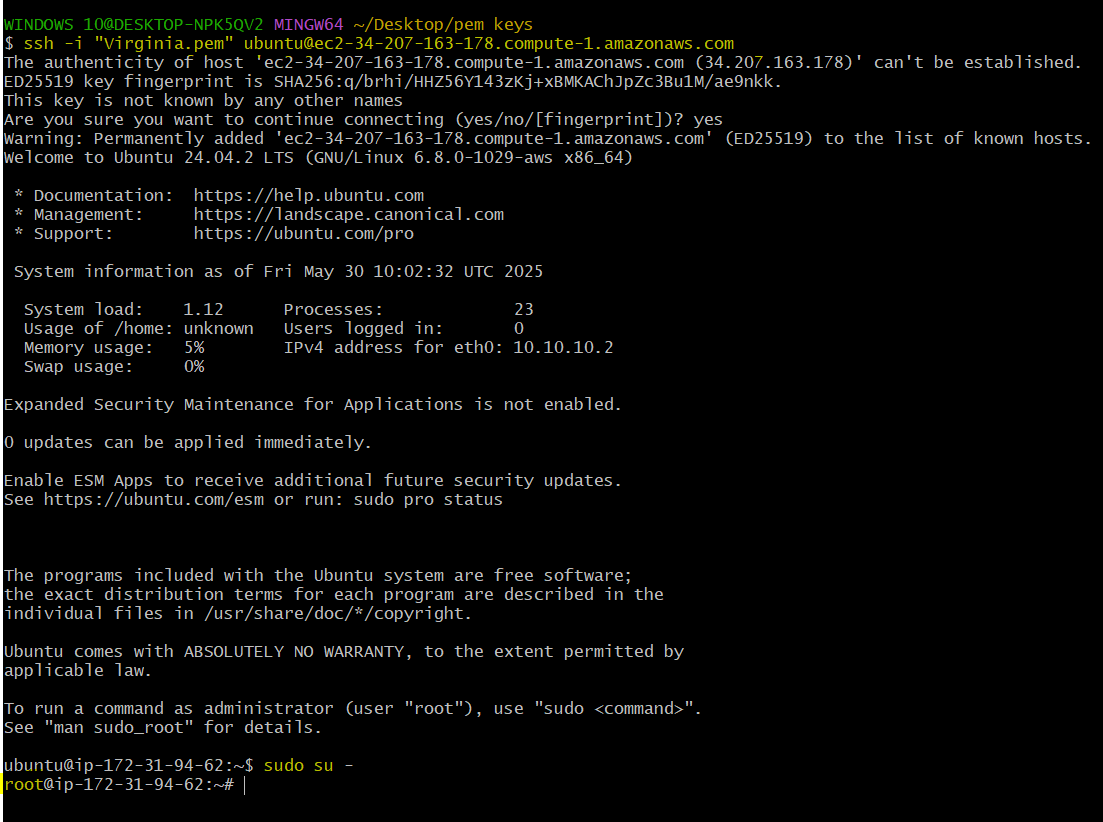 WINDOWS 10@DESKTOP-NPK5QV2 MINGW64 ~/Desktop/pem keys
$ ssh -i "Virginia.pem" ubuntu@ec2-34-207-163-178.compute-1.amazonaws.com
The authenticity of host 'ec2-34-207-163-178.compute-1.amazonaws.com (34.207.163.178)' can't be established.
ED25519 key fingerprint is SHA256:q/brhi/HHZ56Y143zKj+xBMKAChJpZc3Bu1M/ae9nkk.
This key is not known by any other names
Are you sure you want to continue connecting (yes/no/[fingerprint])? yes
Warning: Permanently added 'ec2-34-207-163-178.compute-1.amazonaws.com' (ED25519) to the list of known hosts.
Welcome to Ubuntu 24.04.2 LTS (GNU/Linux 6.8.0-1029-aws x86_64)

 * Documentation:  https://help.ubuntu.com
 * Management:     https://landscape.canonical.com
 * Support:        https://ubuntu.com/pro

 System information as of Fri May 30 10:02:32 UTC 2025

  System load:    1.12      Processes:             23
  Usage of /home: unknown   Users logged in:       0
  Memory usage:   5%        IPv4 address for eth0: 10.10.10.2
  Swap usage:     0%

Expanded Security Maintenance for Applications is not enabled.

0 updates can be applied immediately.

Enable ESM Apps to receive additional future security updates.
See https://ubuntu.com/esm or run: sudo pro status

The programs included with the Ubuntu system are free software;
the exact distribution terms for each program are described in the
individual files in /usr/share/doc/*/copyright.

Ubuntu comes with ABSOLUTELY NO WARRANTY, to the extent permitted by
applicable law.

To run a command as administrator (user "root"), use "sudo <command>".
See "man sudo_root" for details.

ubuntu@ip-172-31-94-62:~$ sudo su -
root@ip-172-31-94-62:~#